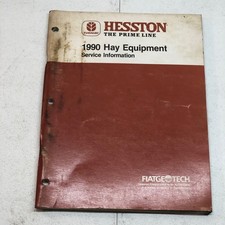 HESSTON
THE PRIME LINE
1990 Hay Equipment
Service Information
FIATGEOTECH